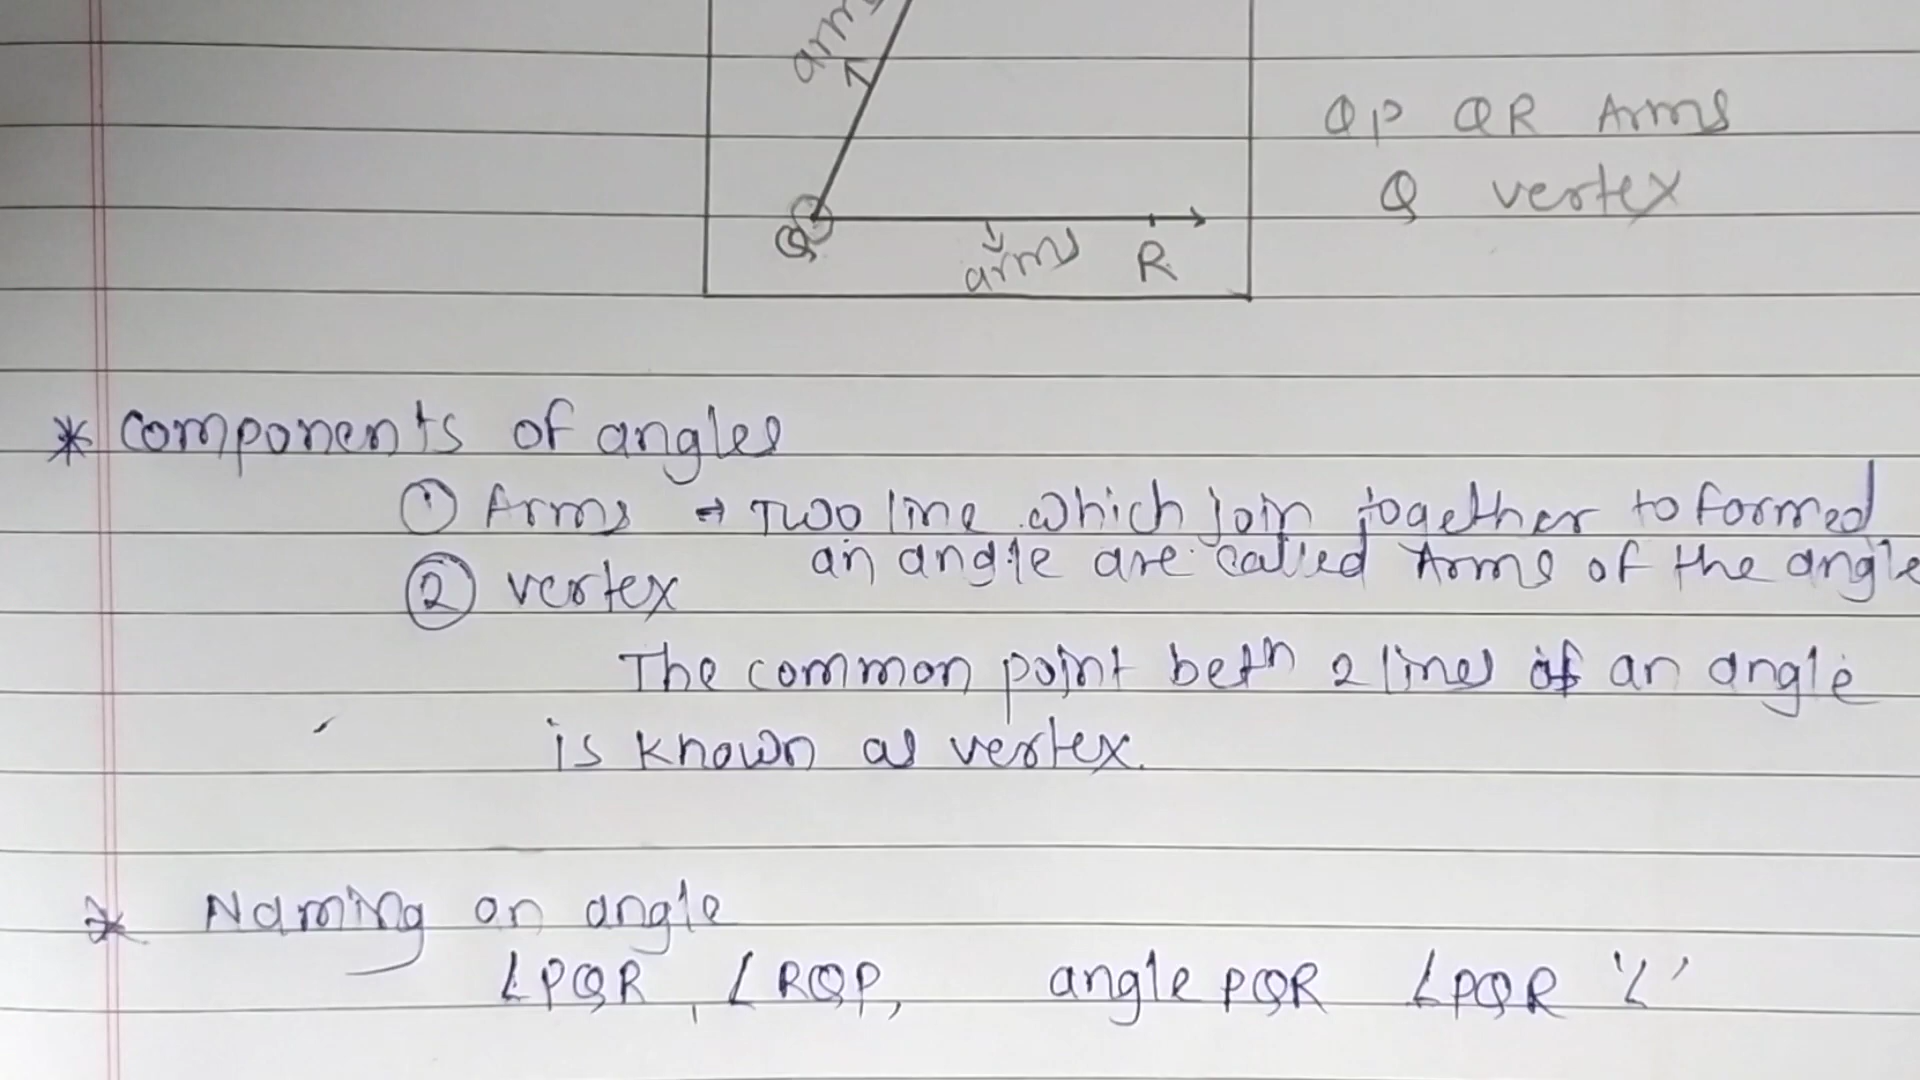 arms
QP QR Arms
Q vertex
Q
arms
R
* components of angles
① Arms → Two line which join together to formed
an angle are called Arms of the angle
② vertex
The common point betn 2 lines of an angle
is known as vertex.
* Naming an angle
∠PQR, ∠RQP, angle PQR ∠PQR '∠'